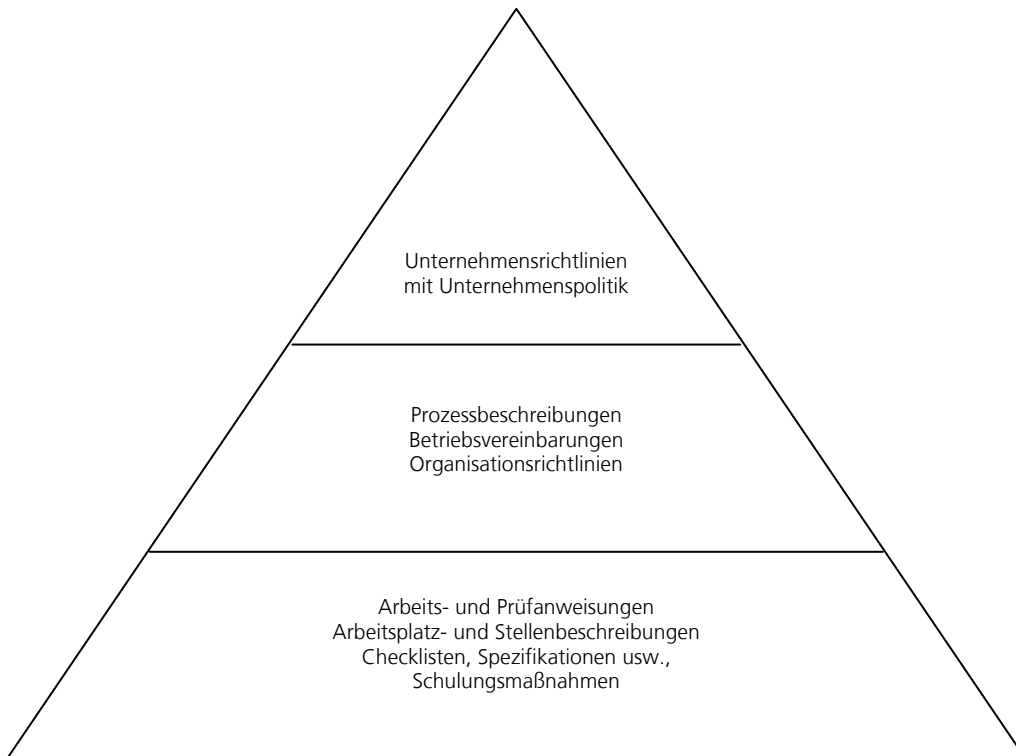 Unternehmensrichtlinien
mit Unternehmenspolitik
Prozessbeschreibungen
Betriebsvereinbarungen
Organisationsrichtlinien
Arbeits- und Prüfanweisungen
Arbeitsplatz- und Stellenbeschreibungen
Checklisten, Spezifikationen usw.,
Schulungsmaßnahmen